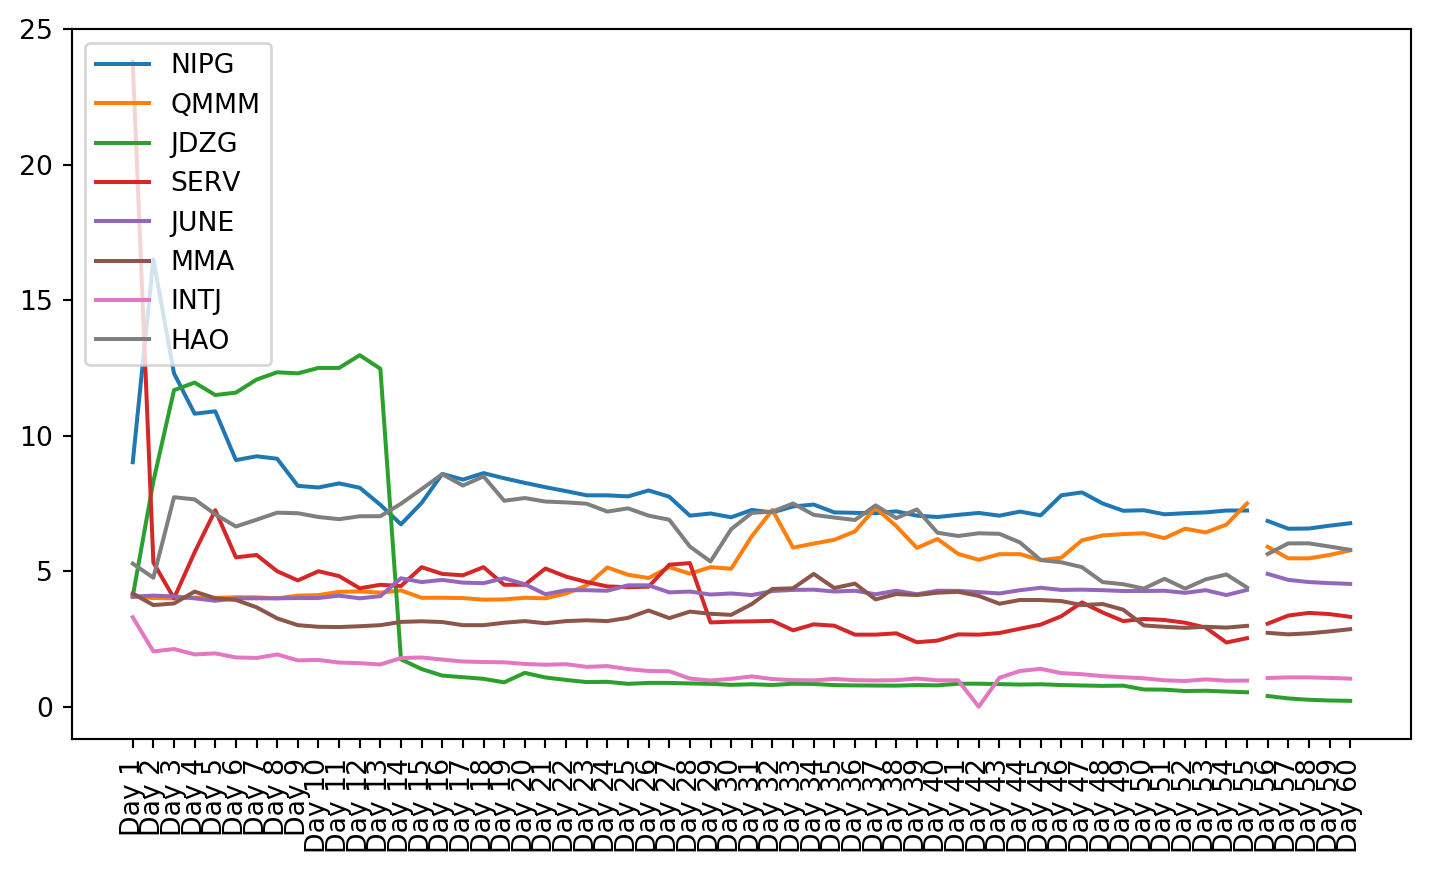 25
20
15
10
5
0
NIPG
QMMM
JDZG
SERV
JUNE
MMA
INTJ
HAO
Day 1
Day 2
Day 3
Day 4
Day 5
Day 6
Day 7
Day 8
Day 9
Day 10
Day 11
Day 12
Day 13
Day 14
Day 15
Day 16
Day 17
Day 18
Day 19
Day 20
Day 21
Day 22
Day 23
Day 24
Day 25
Day 26
Day 27
Day 28
Day 29
Day 30
Day 31
Day 32
Day 33
Day 34
Day 35
Day 36
Day 37
Day 38
Day 39
Day 40
Day 41
Day 42
Day 43
Day 44
Day 45
Day 46
Day 47
Day 48
Day 49
Day 50
Day 51
Day 52
Day 53
Day 54
Day 55
Day 56
Day 57
Day 58
Day 59
Day 60